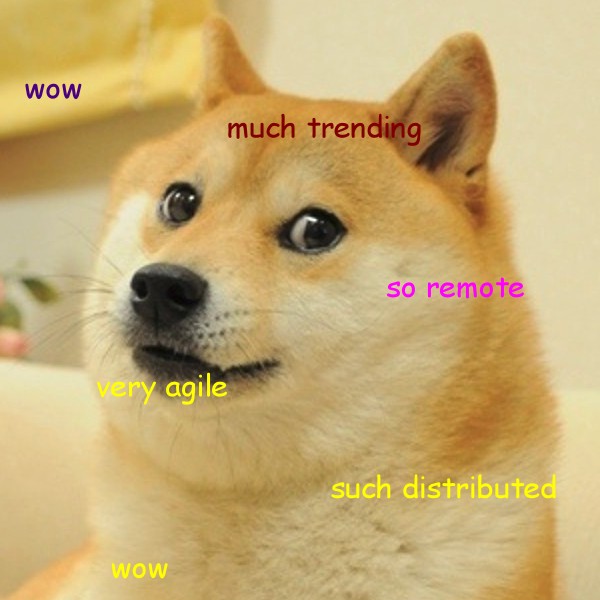 wow
much trending
so remote
very agile
such distributed
wow